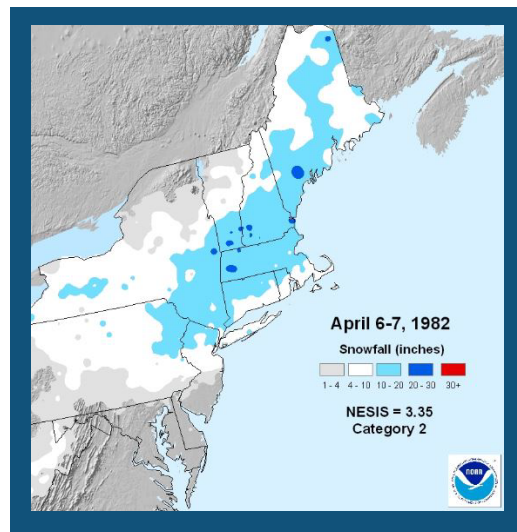 April 6-7, 1982
Snowfall (inches)
1 - 4 4 - 10 10 - 20 20 - 30 30+
NESIS = 3.35
Category 2
noaa